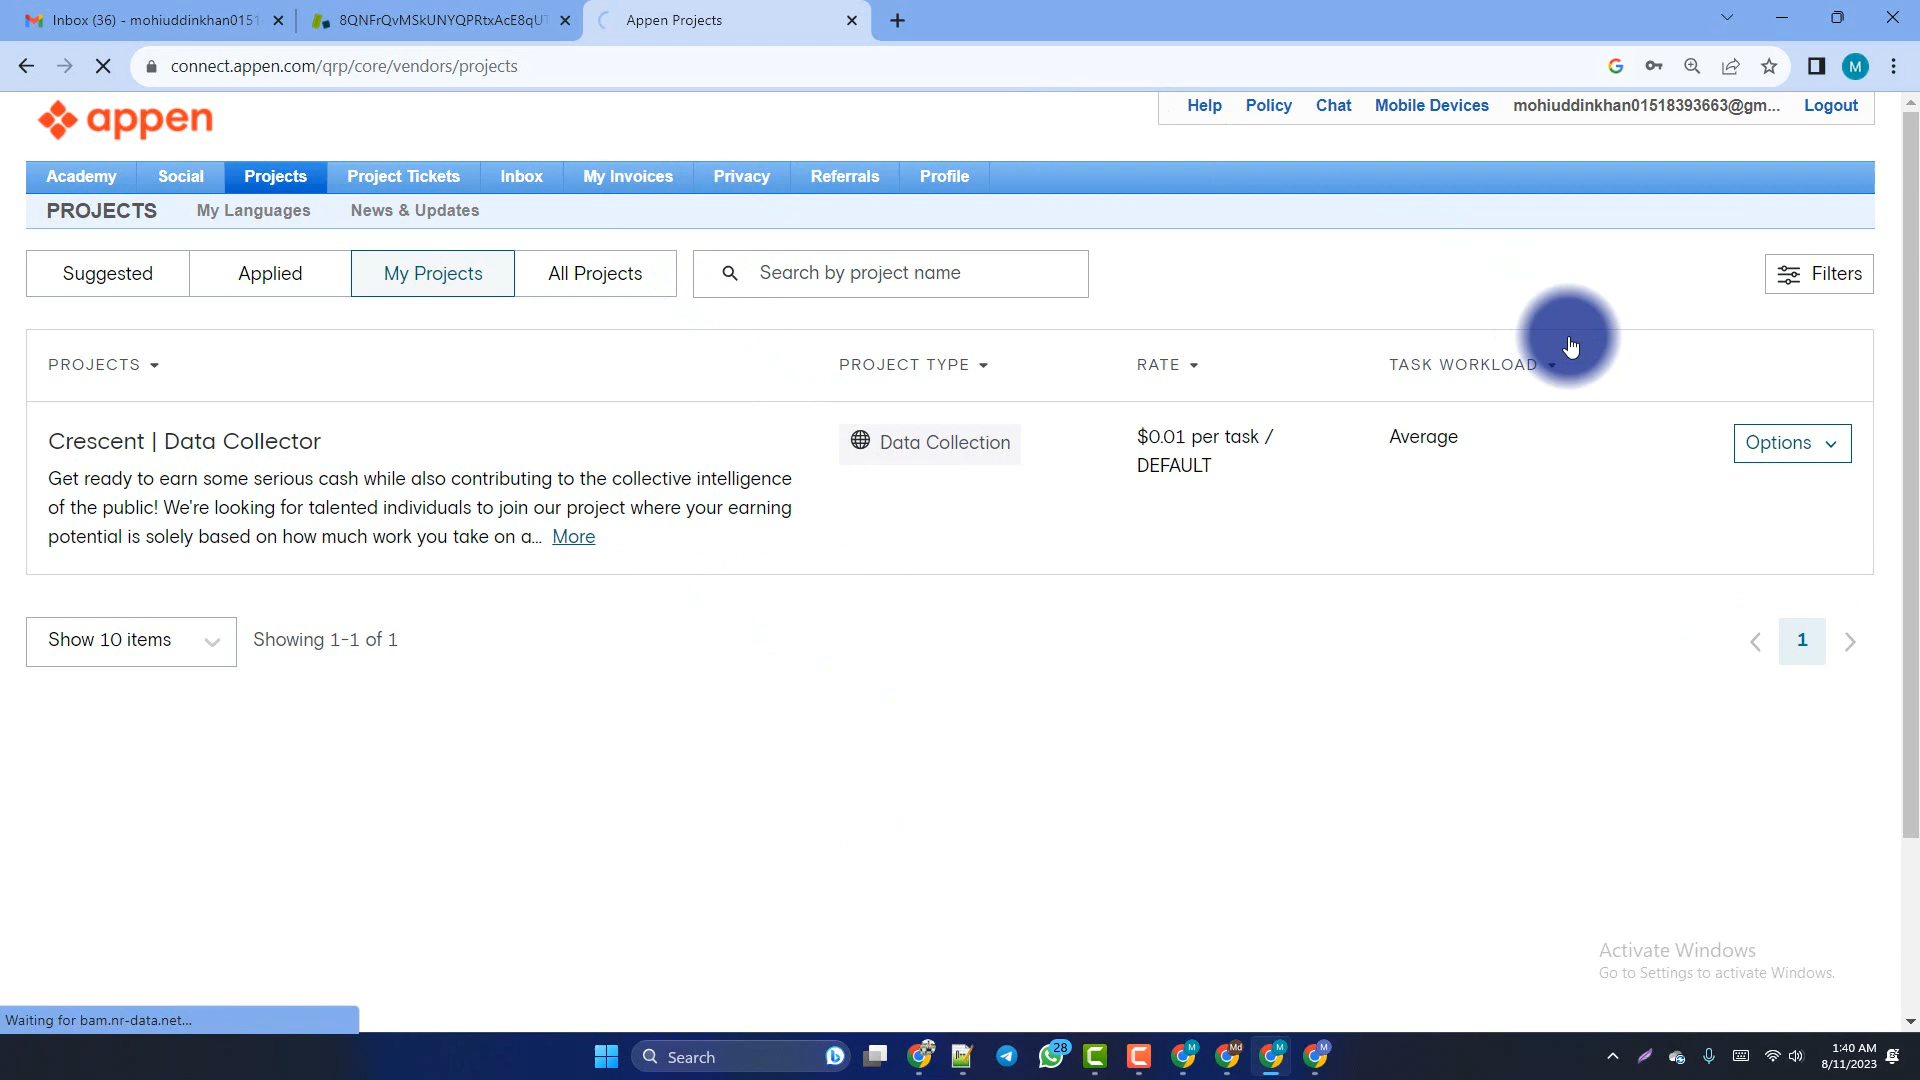 Inbox (36) - mohiuddinkhan0151
8QNFrQvMSkUNYQPRtxAcE8qUT
Appen Projects
connect.appen.com/qrp/core/vendors/projects
M
appen
Help Policy Chat Mobile Devices mohiuddinkhan01518393663@gm... Logout
Academy Social Projects Project Tickets Inbox My Invoices Privacy Referrals Profile
PROJECTS My Languages News & Updates
Suggested Applied My Projects All Projects Search by project name Filters
PROJECTS PROJECT TYPE RATE TASK WORKLOAD
Crescent | Data Collector
Get ready to earn some serious cash while also contributing to the collective intelligence
of the public! We're looking for talented individuals to join our project where your earning
potential is solely based on how much work you take on a... More
Data Collection
$0.01 per task /
DEFAULT
Average
Options
Show 10 items Showing 1-1 of 1
1
Activate Windows
Go to Settings to activate Windows.
Waiting for bam.nr-data.net...
Search
28
M
Md
M
M
1:40 AM
8/11/2023